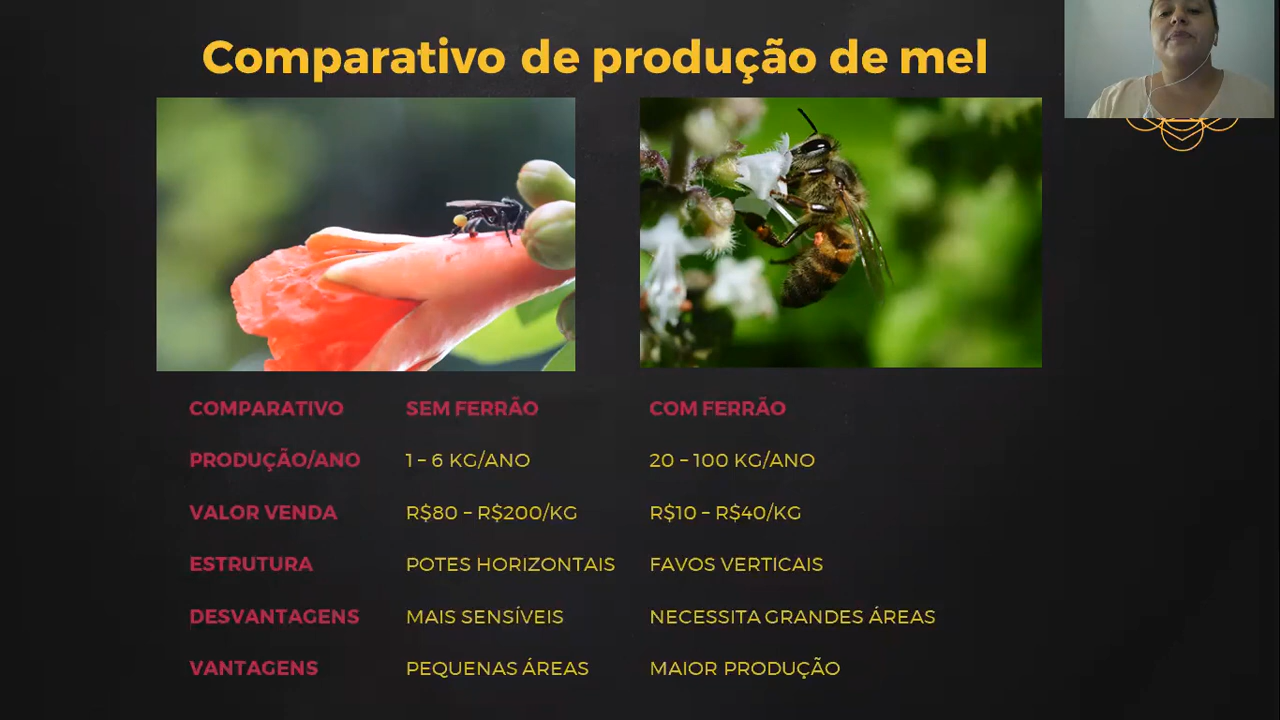 Comparativo de produção de mel
COMPARATIVO SEM FERRÃO COM FERRÃO
PRODUÇÃO/ANO 1 – 6 KG/ANO 20 – 100 KG/ANO
VALOR VENDA R$80 – R$200/KG R$10 – R$40/KG
ESTRUTURA POTES HORIZONTAIS FAVOS VERTICAIS
DESVANTAGENS MAIS SENSÍVEIS NECESSITA GRANDES ÁREAS
VANTAGENS PEQUENAS ÁREAS MAIOR PRODUÇÃO